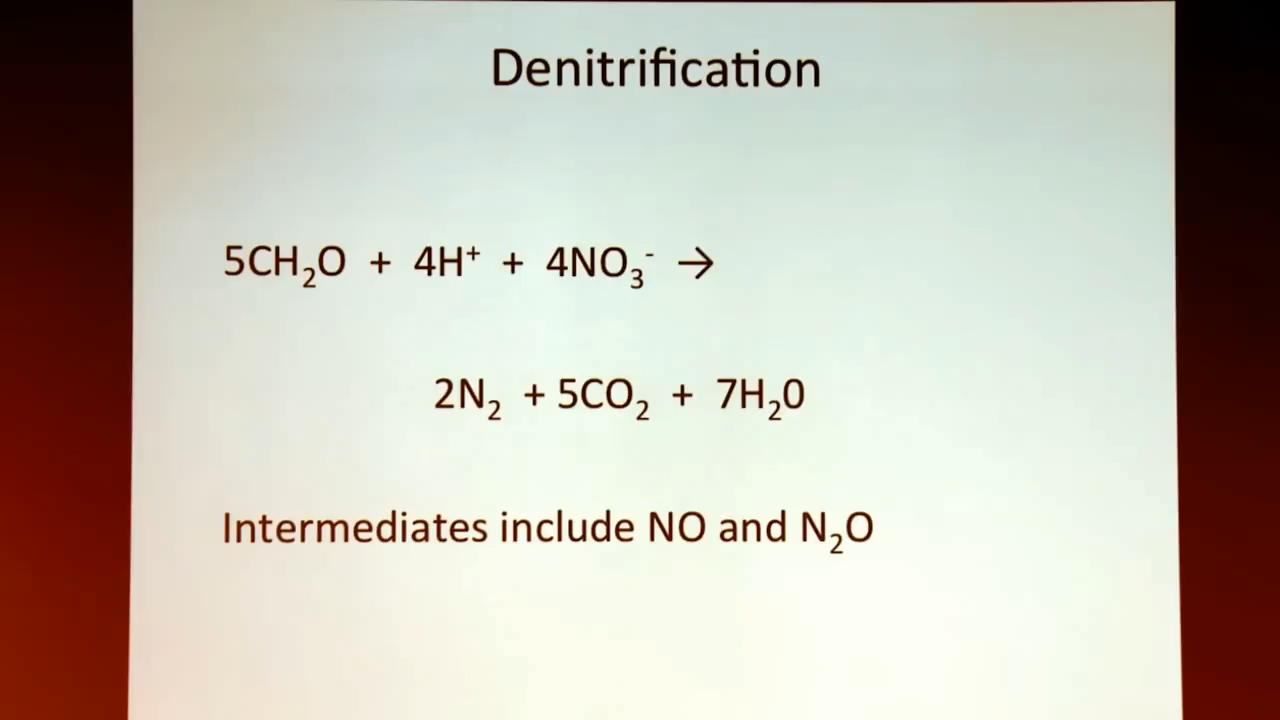 Denitrification
5CH₂O + 4H⁺ + 4NO₃⁻ →
2N₂ + 5CO₂ + 7H₂0
Intermediates include NO and N₂O